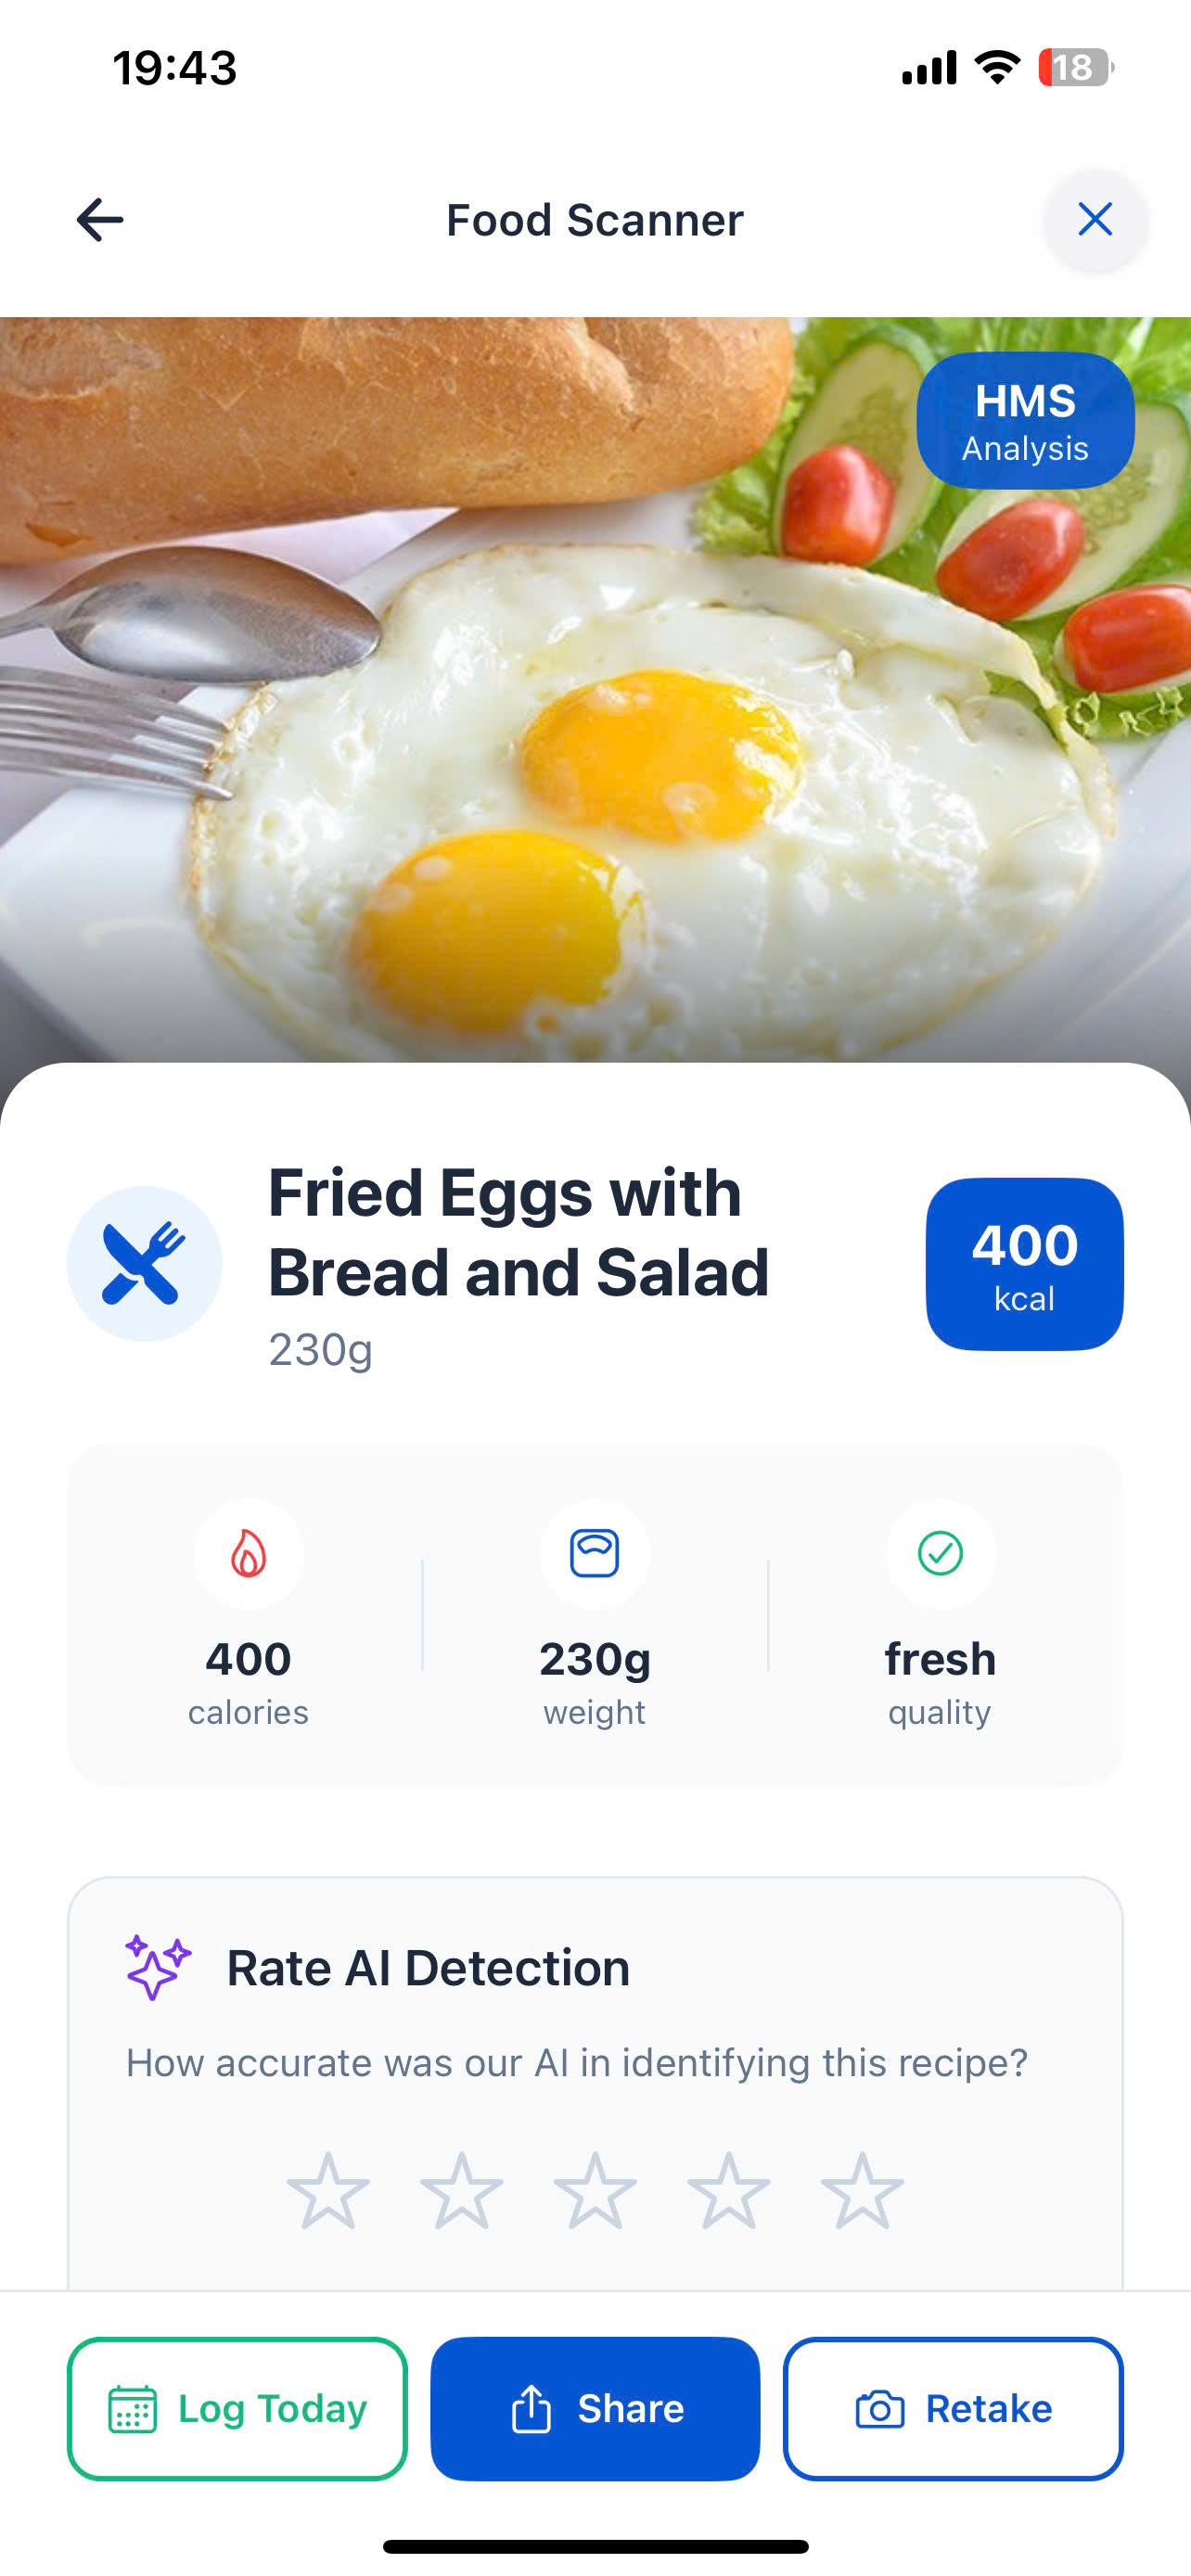 19:43
18
Food Scanner
HMS
Analysis
Fried Eggs with
Bread and Salad
230g
400
kcal
400
calories
230g
weight
fresh
quality
Rate AI Detection
How accurate was our AI in identifying this recipe?
Log Today
Share
Retake